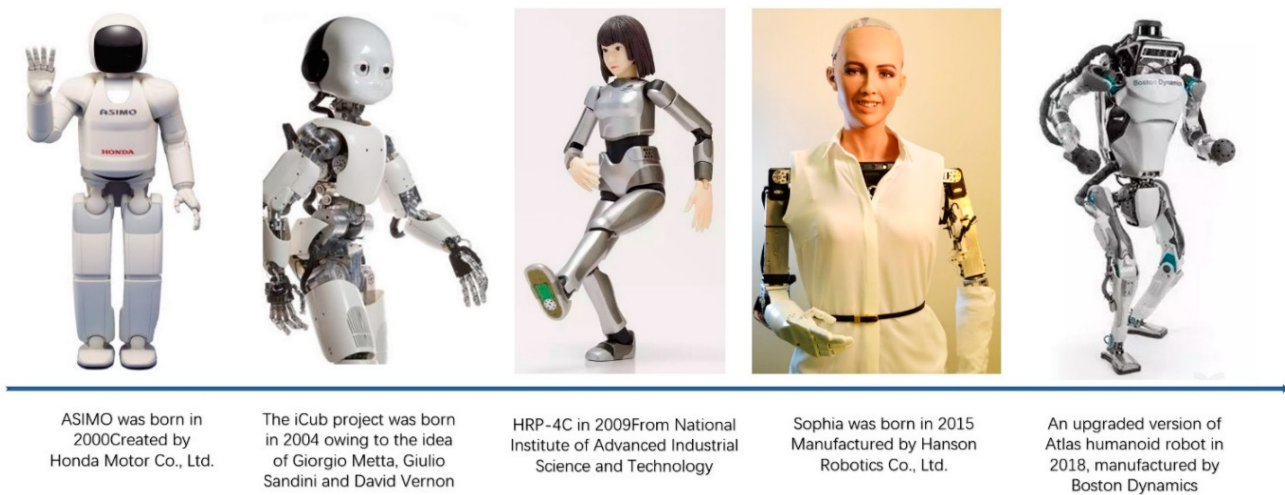 ASIMO
HONDA
Boston Dynamics
ASIMO was born in
2000Created by
Honda Motor Co., Ltd.
The iCub project was born
in 2004 owing to the idea
of Giorgio Metta, Giulio
Sandini and David Vernon
HRP-4C in 2009From National
Institute of Advanced Industrial
Science and Technology
Sophia was born in 2015
Manufactured by Hanson
Robotics Co., Ltd.
An upgraded version of
Atlas humanoid robot in
2018, manufactured by
Boston Dynamics